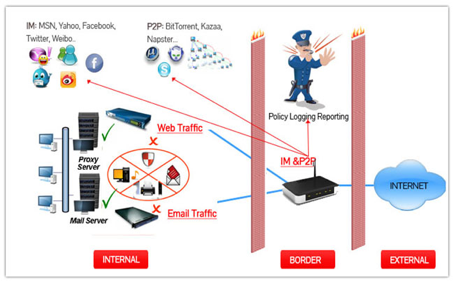 IM: MSN, Yahoo, Facebook,
Twitter, Weibo..
P2P: BitTorrent, Kazaa,
Napster...
Policy Logging Reporting
Web Traffic
Proxy
Server
IM &P2P
INTERNET
Mail Server
Email Traffic
INTERNAL
BORDER
EXTERNAL